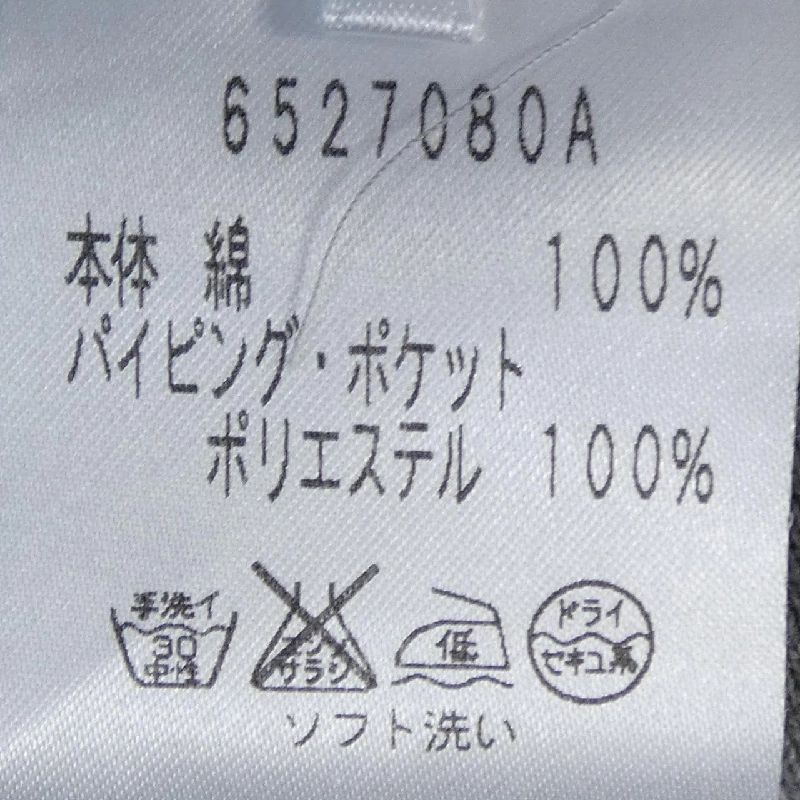 6527080A
本体 綿 100%
パイピング・ポケット
ポリエステル 100%
手洗イ
30
中性
エンソ
サラシ
低
ドライ
セキユ系
ソフト洗い